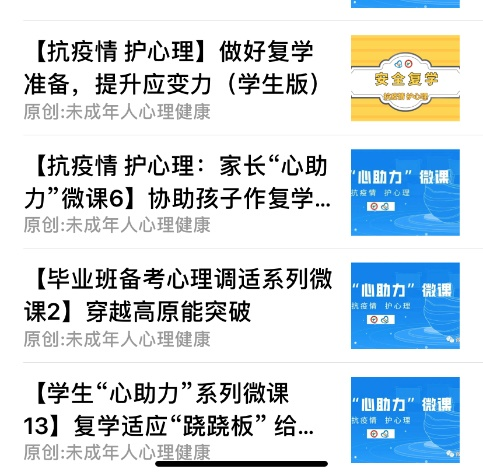 【抗疫情 护心理】做好复学
准备，提升应变力（学生版）
原创:未成年人心理健康
安全复学
抗疫情 护心理
【抗疫情 护心理：家长“心助
力”微课6】协助孩子作复学...
原创:未成年人心理健康
“心助力”微课
抗疫情 护心理
【毕业班备考心理调适系列微
课2】穿越高原能突破
原创:未成年人心理健康
“心助力”微课
抗疫情 护心理
【学生“心助力”系列微课
13】复学适应“跷跷板” 给...
原创:未成年人心理健康
“心助力”微课
抗疫情 护心理